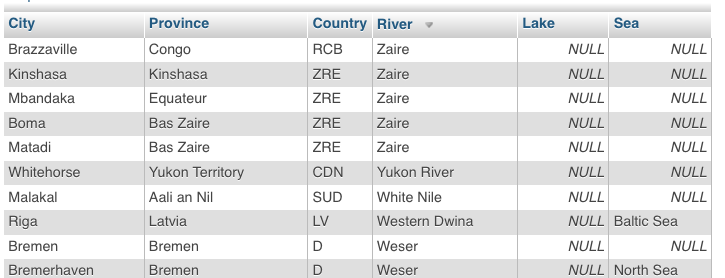 City Province Country River Lake Sea
Brazzaville Congo RCB Zaire NULL NULL
Kinshasa Kinshasa ZRE Zaire NULL NULL
Mbandaka Equateur ZRE Zaire NULL NULL
Boma Bas Zaire ZRE Zaire NULL NULL
Matadi Bas Zaire ZRE Zaire NULL NULL
Whitehorse Yukon Territory CDN Yukon River NULL NULL
Malakal Aali an Nil SUD White Nile NULL NULL
Riga Latvia LV Western Dwina NULL Baltic Sea
Bremen Bremen D Weser NULL NULL
Bremerhaven Bremen D Weser NULL North Sea